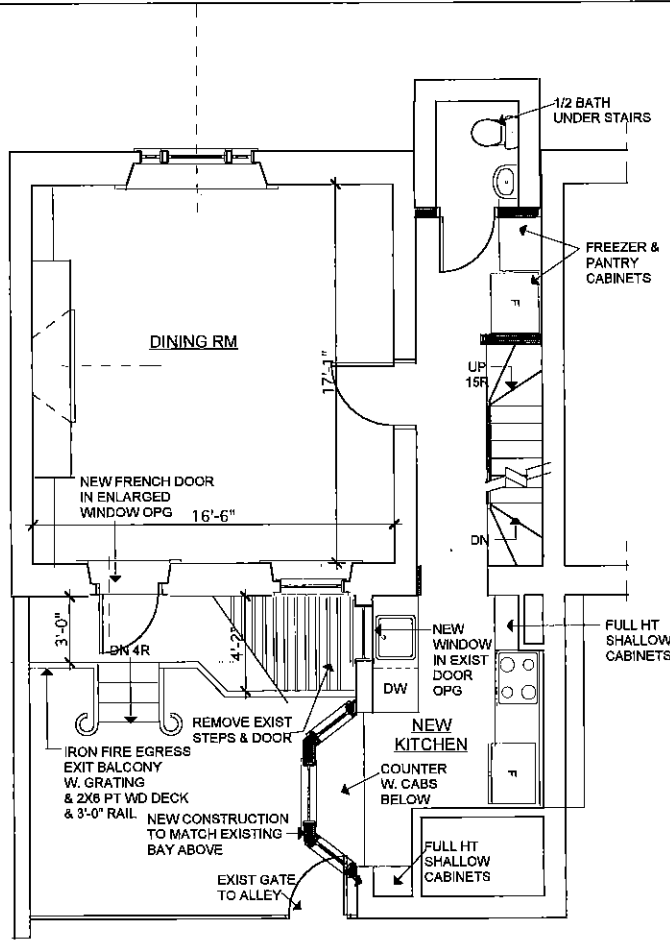 1/2 BATH
UNDER STAIRS
FREEZER &
PANTRY
CABINETS
F
DINING RM
17'-1"
UP
15R
NEW FRENCH DOOR
IN ENLARGED
WINDOW OPG
16'-6"
DN
3'-0"
DN 4R
4'-2"
NEW
WINDOW
IN EXIST
DOOR
OPG
FULL HT
SHALLOW
CABINETS
DW
REMOVE EXIST
STEPS & DOOR
NEW
KITCHEN
F
IRON FIRE EGRESS
EXIT BALCONY
W. GRATING
& 2X6 PT WD DECK
& 3'-0" RAIL
COUNTER
W. CABS
BELOW
NEW CONSTRUCTION
TO MATCH EXISTING
BAY ABOVE
FULL HT
SHALLOW
CABINETS
EXIST GATE
TO ALLEY